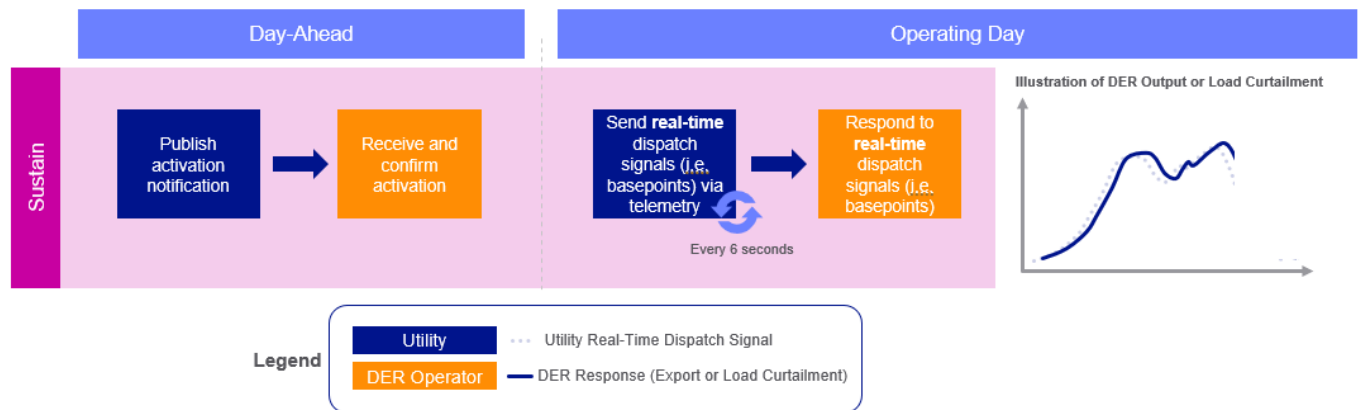 Day-Ahead
Operating Day
Sustain
Publish
activation
notification
Receive and
confirm
activation
Send real-time
dispatch
signals (i.e.
basepoints) via
telemetry
Every 6 seconds
Respond to
real-time
dispatch
signals (i.e.
basepoints)
Illustration of DER Output or Load Curtailment
Legend
Utility
Utility Real-Time Dispatch Signal
DER Operator
DER Response (Export or Load Curtailment)